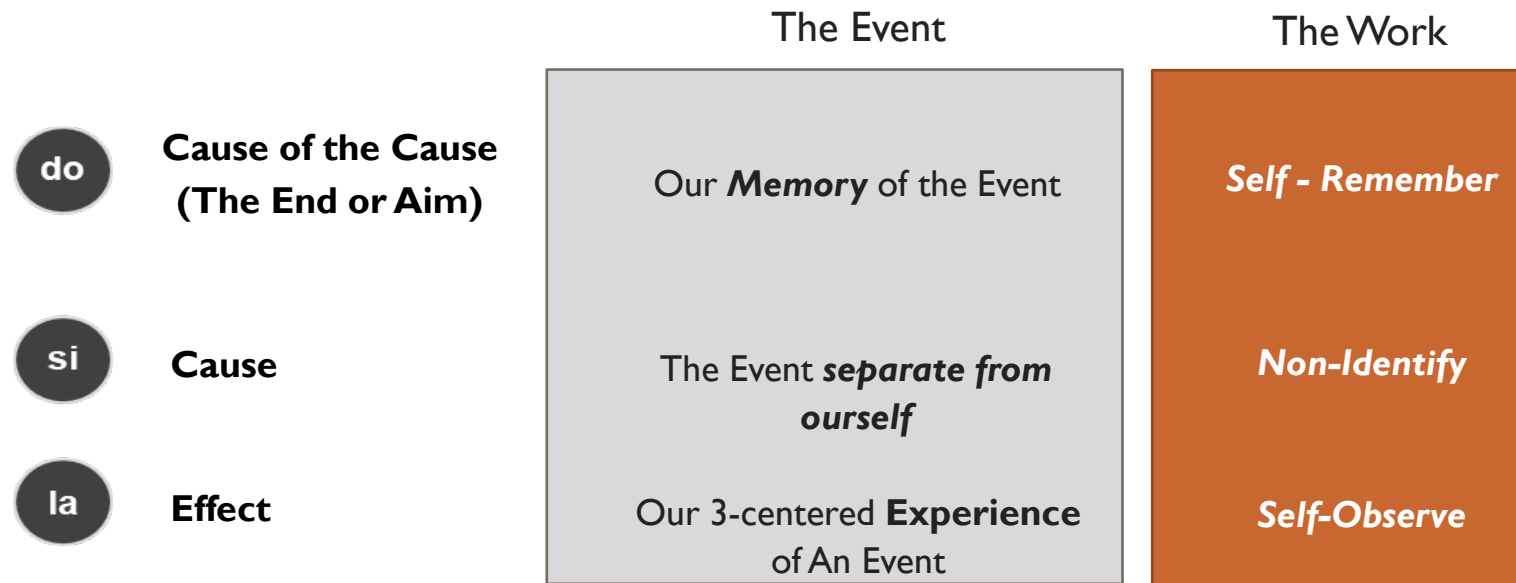 The Event
The Work
do
Cause of the Cause
(The End or Aim)
Our Memory of the Event
Self - Remember
si
Cause
The Event separate from
ourself
Non-Identify
la
Effect
Our 3-centered Experience
of An Event
Self-Observe